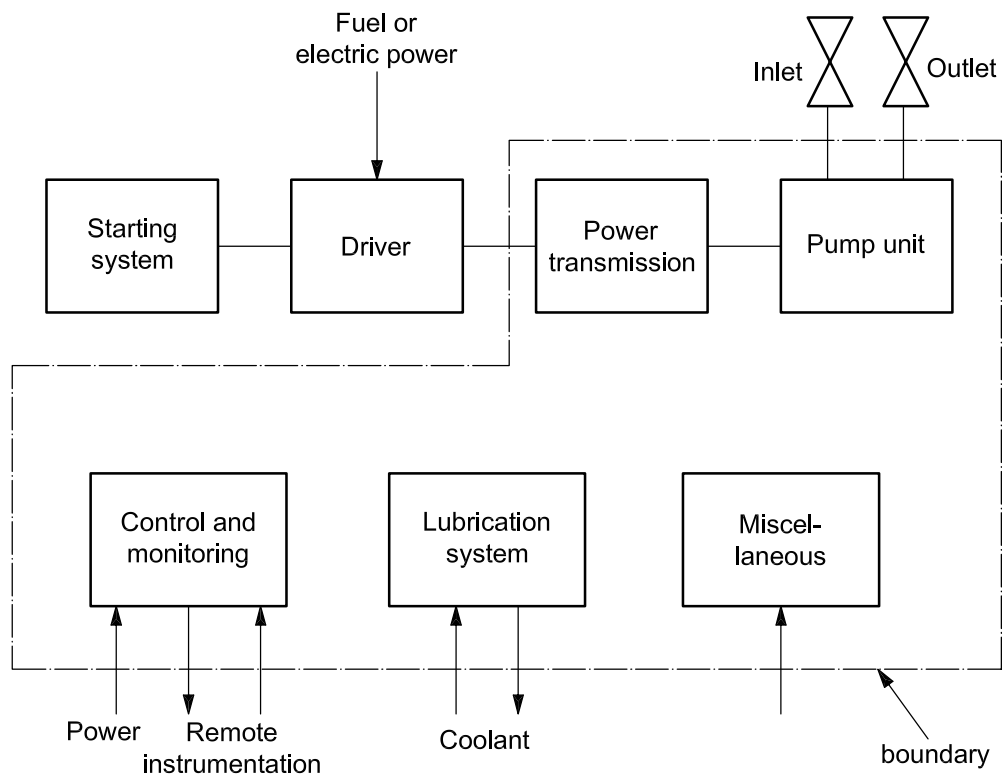 Fuel or
electric power
Inlet
Outlet
Starting
system
Driver
Power
transmission
Pump unit
Control and
monitoring
Lubrication
system
Miscel-
laneous
Power
Remote
instrumentation
Coolant
boundary